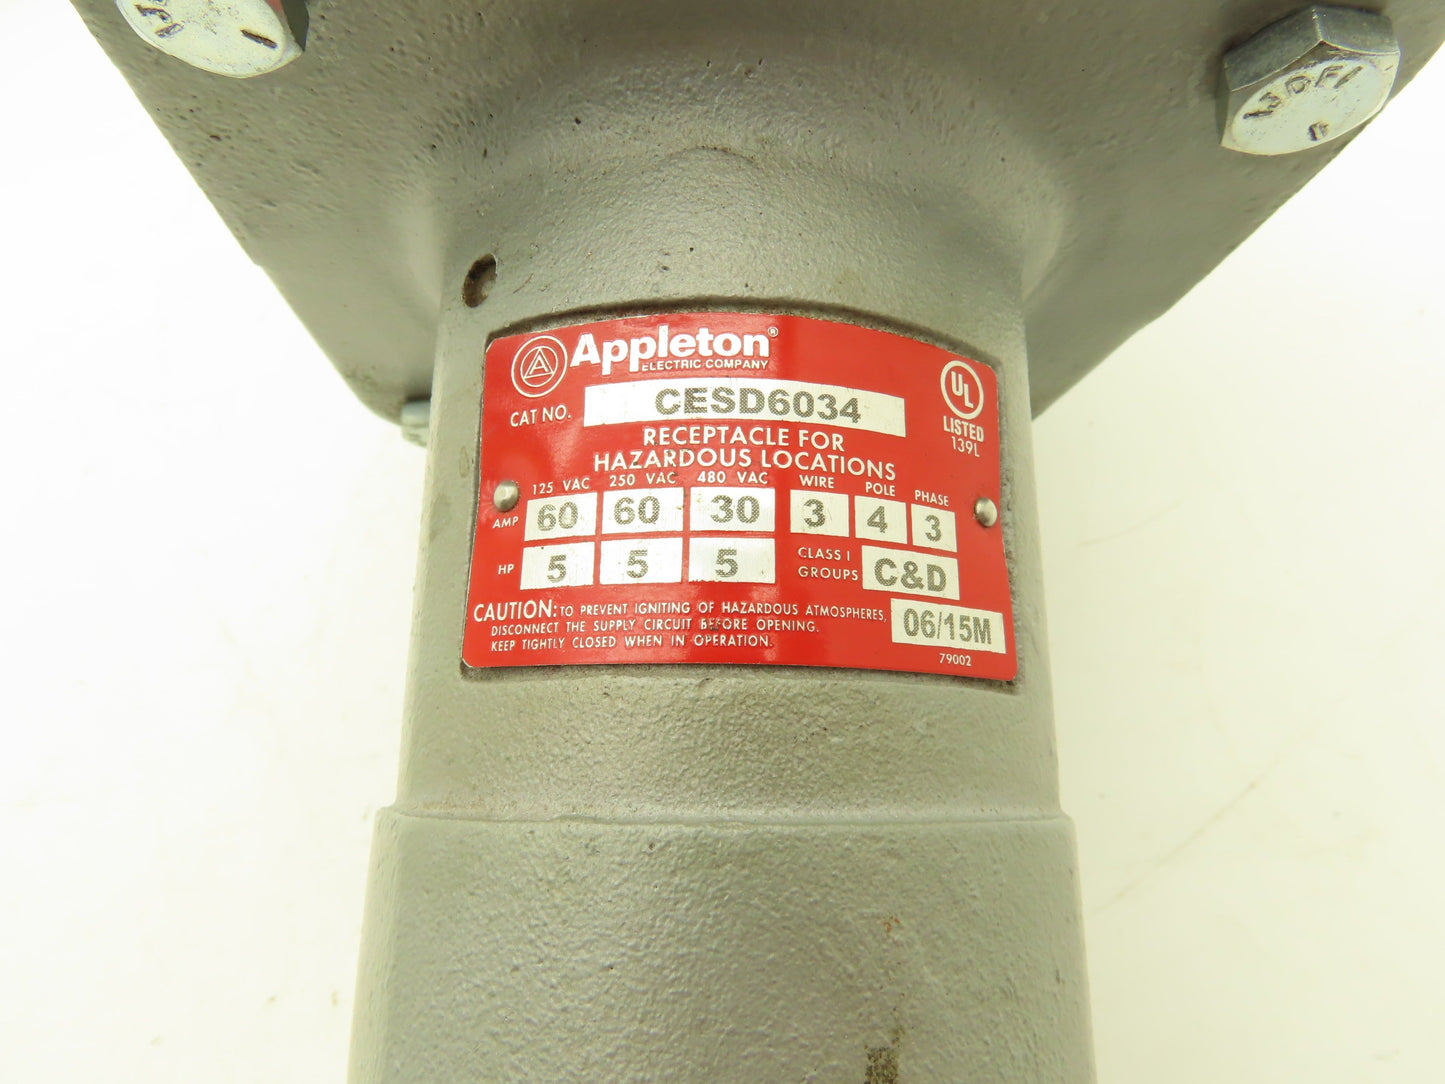 Appleton®
ELECTRIC COMPANY
CAT NO. CESD6034
UL
LISTED
139L
RECEPTACLE FOR
HAZARDOUS LOCATIONS
125 VAC 250 VAC 480 VAC WIRE POLE PHASE
AMP 60 60 30 3 4 3
HP 5 5 5 CLASS I GROUPS C&D
CAUTION: TO PREVENT IGNITING OF HAZARDOUS ATMOSPHERES,
DISCONNECT THE SUPPLY CIRCUIT BEFORE OPENING.
KEEP TIGHTLY CLOSED WHEN IN OPERATION.
06/15M
79002